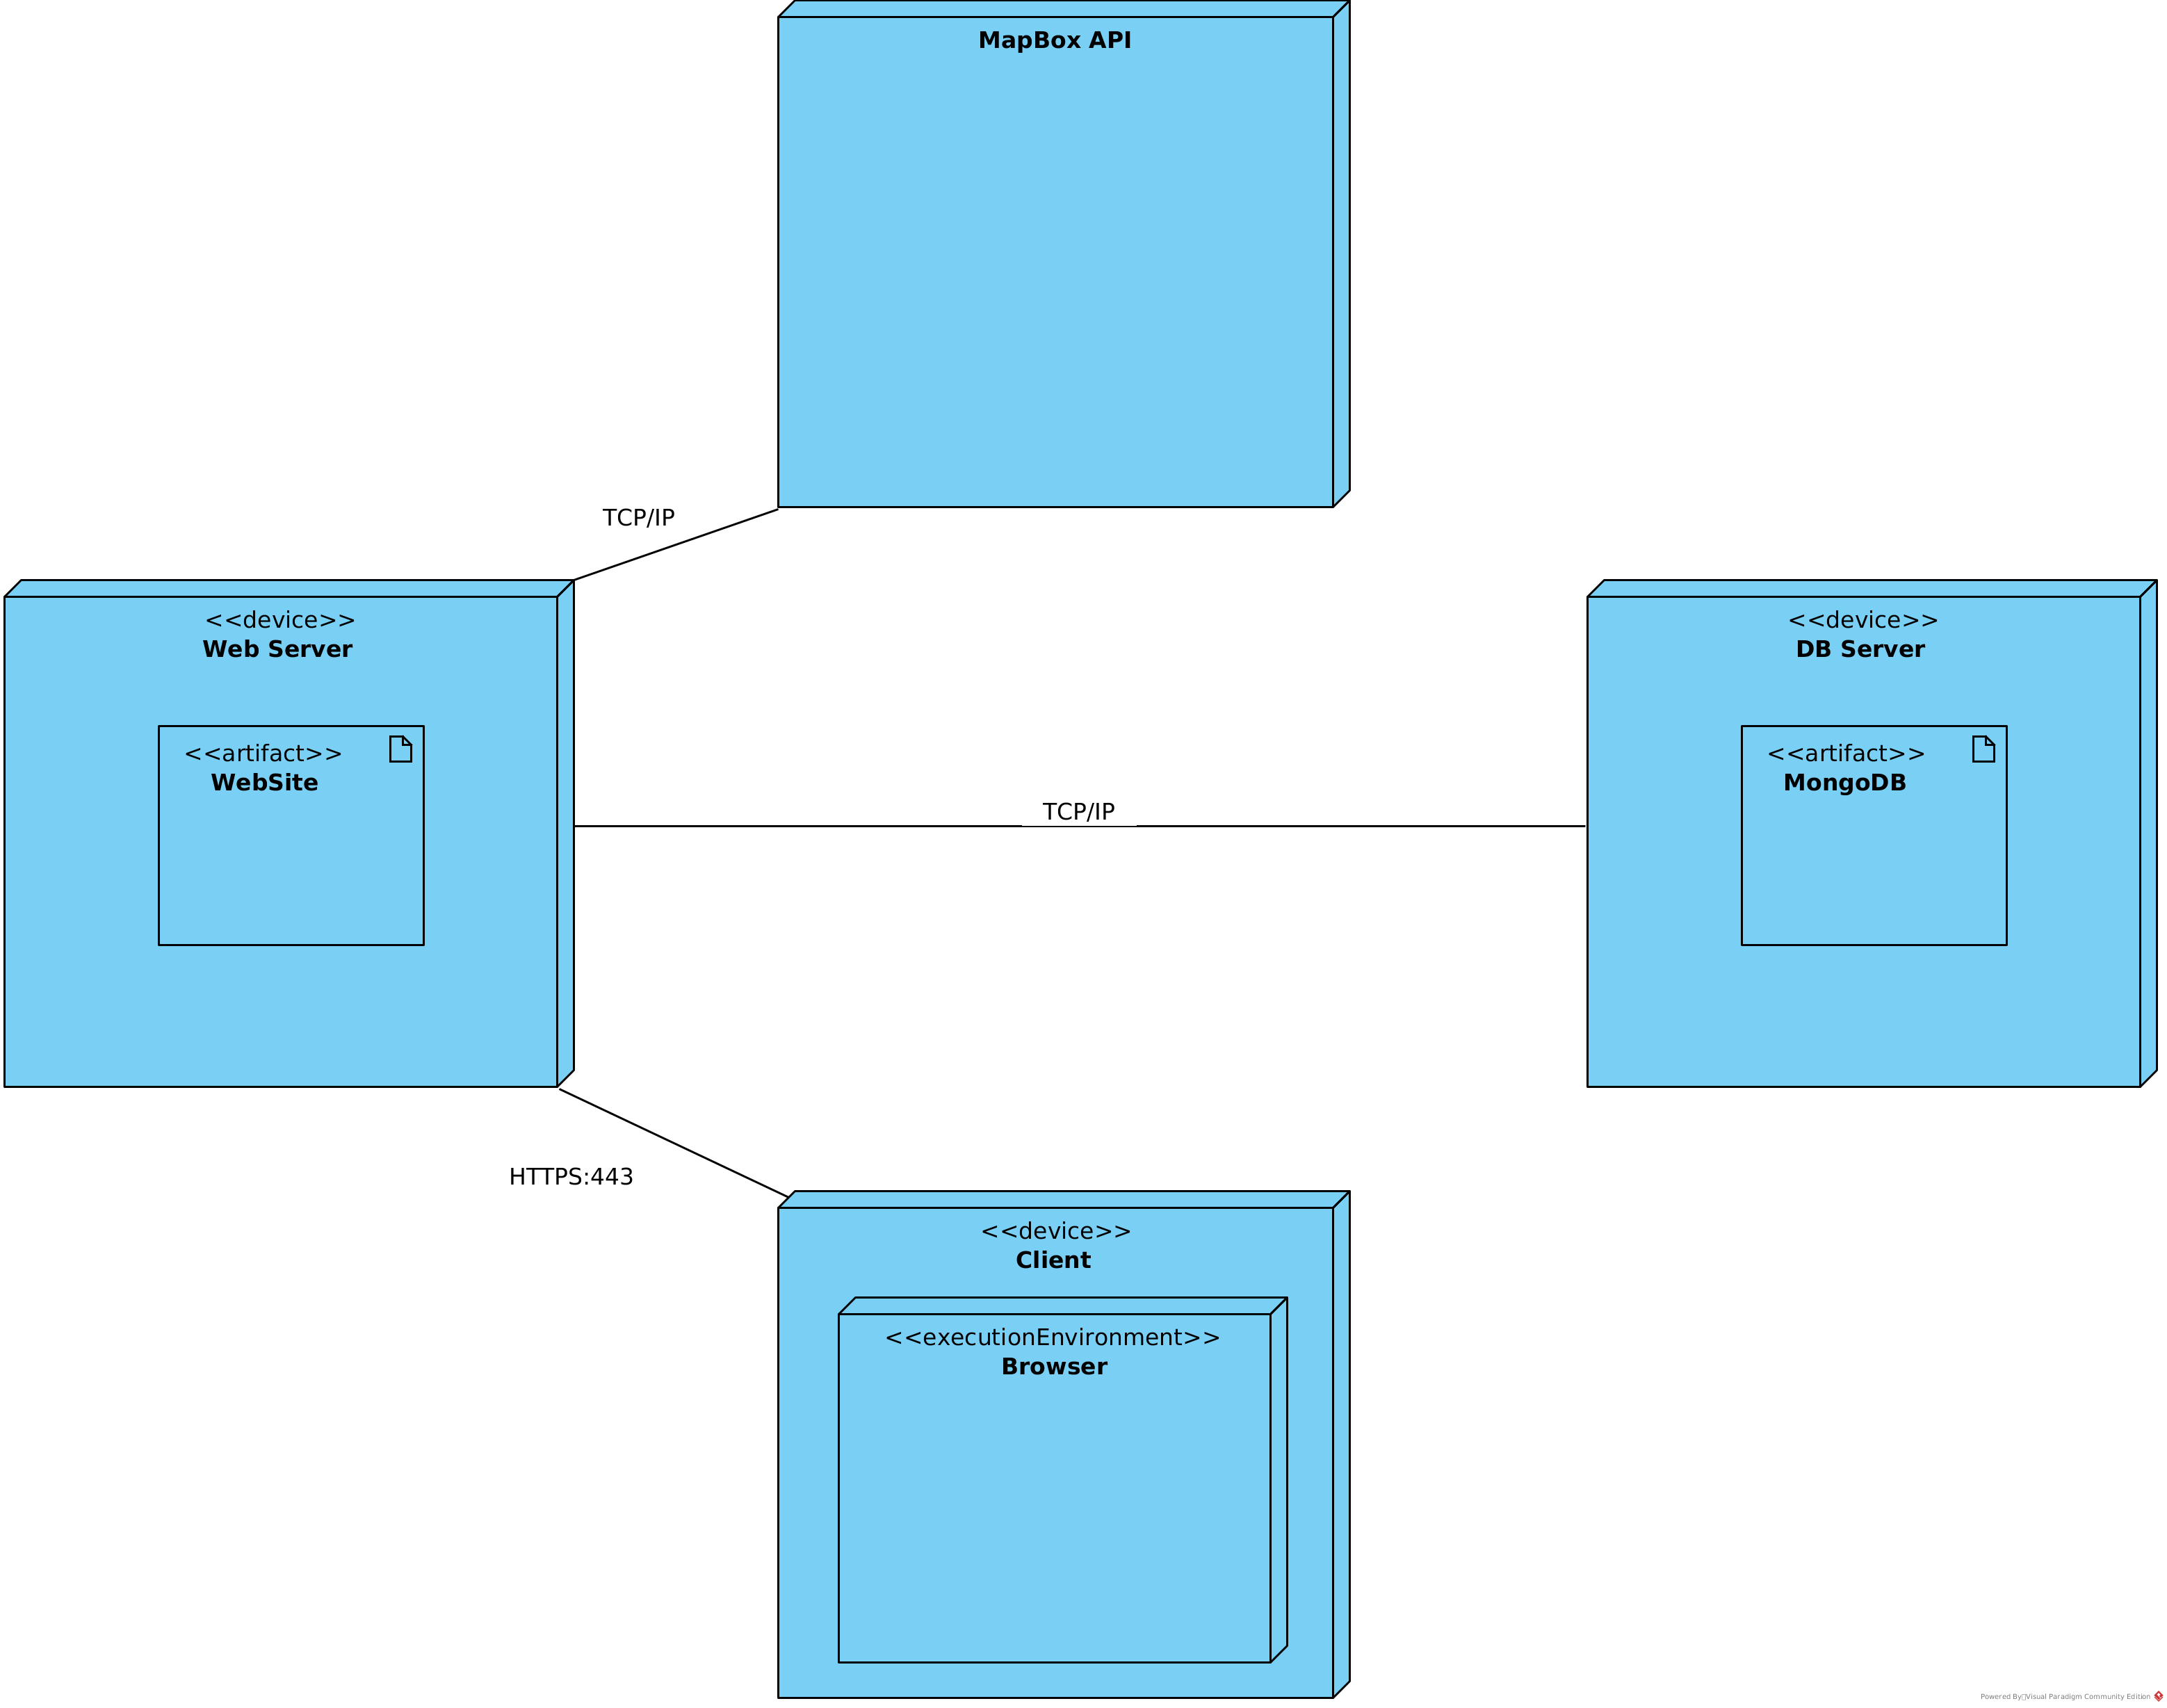 MapBox API
TCP/IP
<<device>>
Web Server
<<artifact>>
WebSite
TCP/IP
<<device>>
DB Server
<<artifact>>
MongoDB
HTTPS:443
<<device>>
Client
<<executionEnvironment>>
Browser
Powered By Visual Paradigm Community Edition